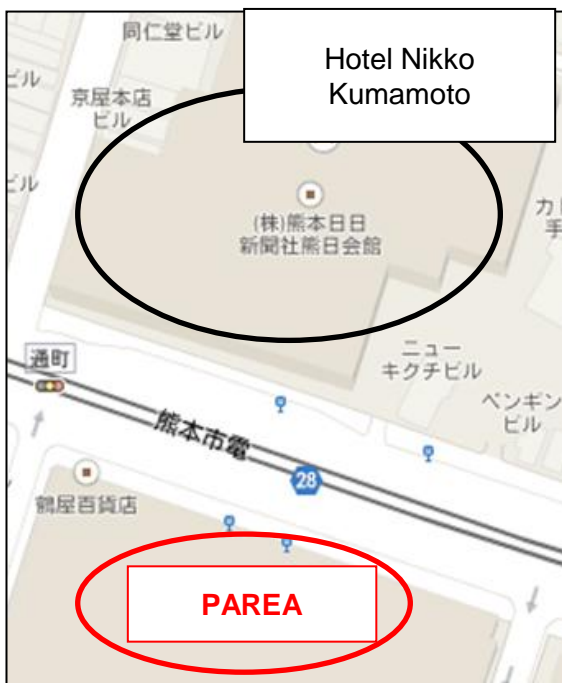 同仁堂ビル
Hotel Nikko
Kumamoto
ビル
京屋本店
ビル
ビル
(株)熊本日日
新聞社熊日会館
カ
手
ニュー
キクチビル
通町
ペンギン
ビル
熊本市電
28
鶴屋百貨店
PAREA